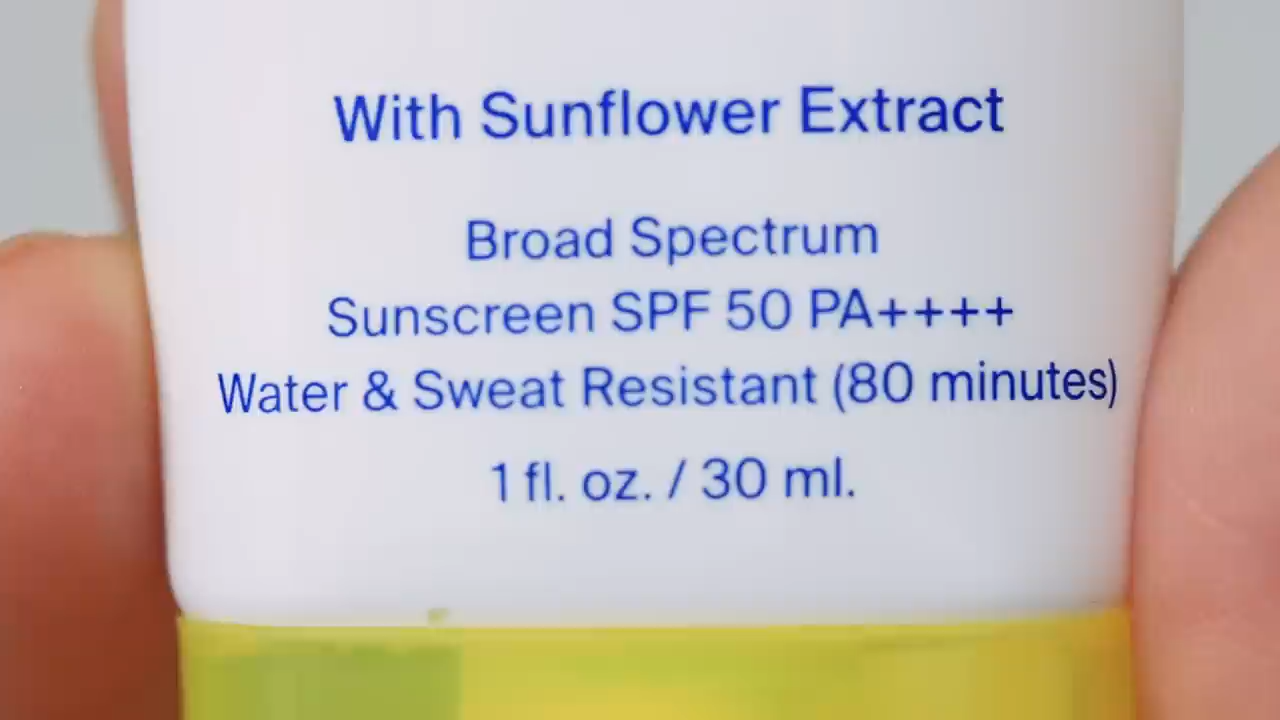 With Sunflower Extract
Broad Spectrum
Sunscreen SPF 50 PA++++
Water & Sweat Resistant (80 minutes)
1 fl. oz. / 30 ml.